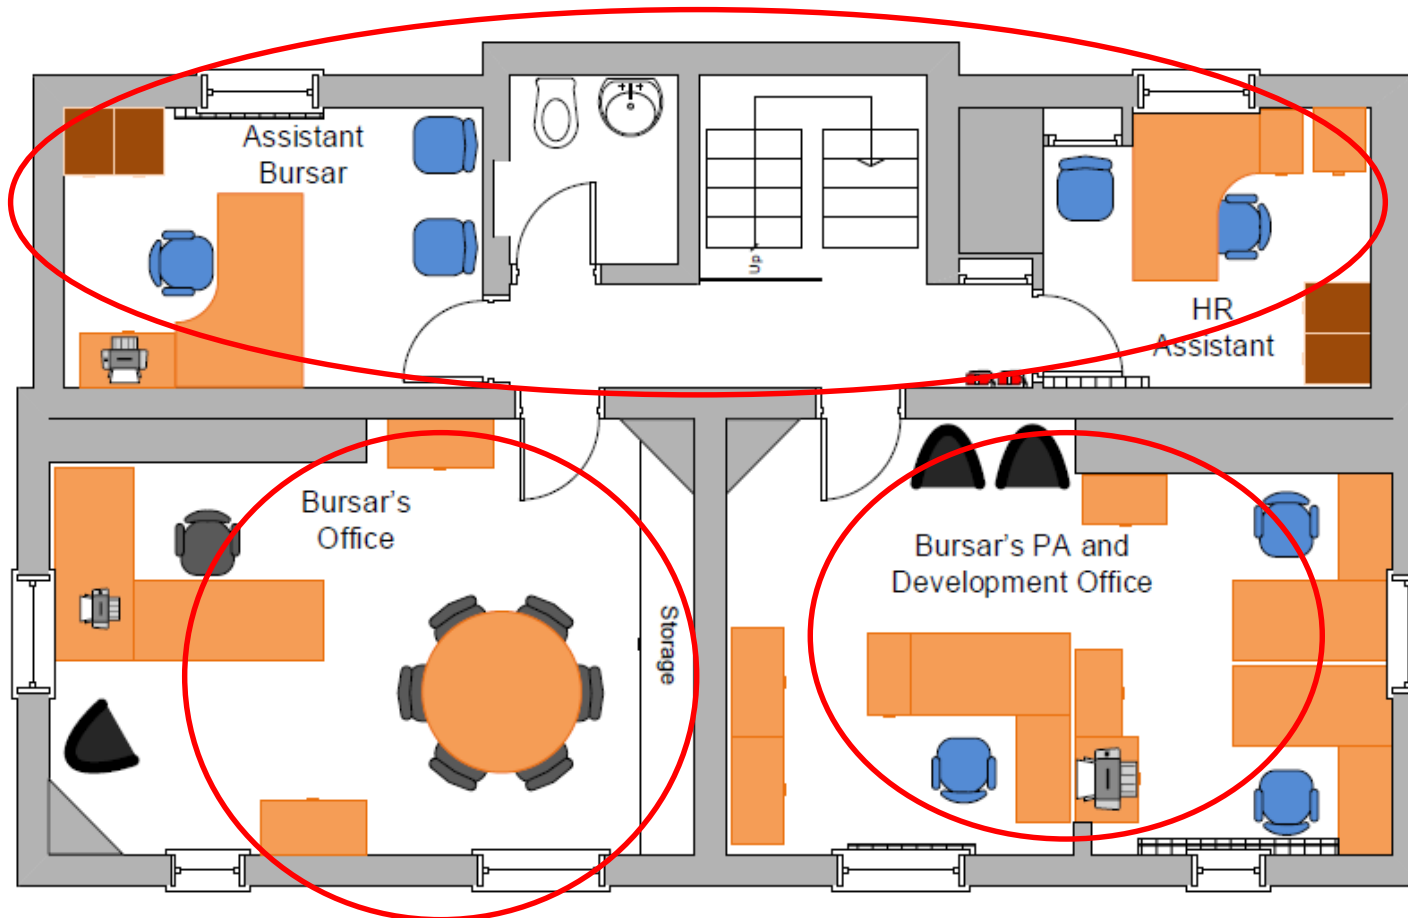 Assistant
Bursar
Up
HR
Assistant
Bursar's
Office
Storage
Bursar's PA and
Development Office